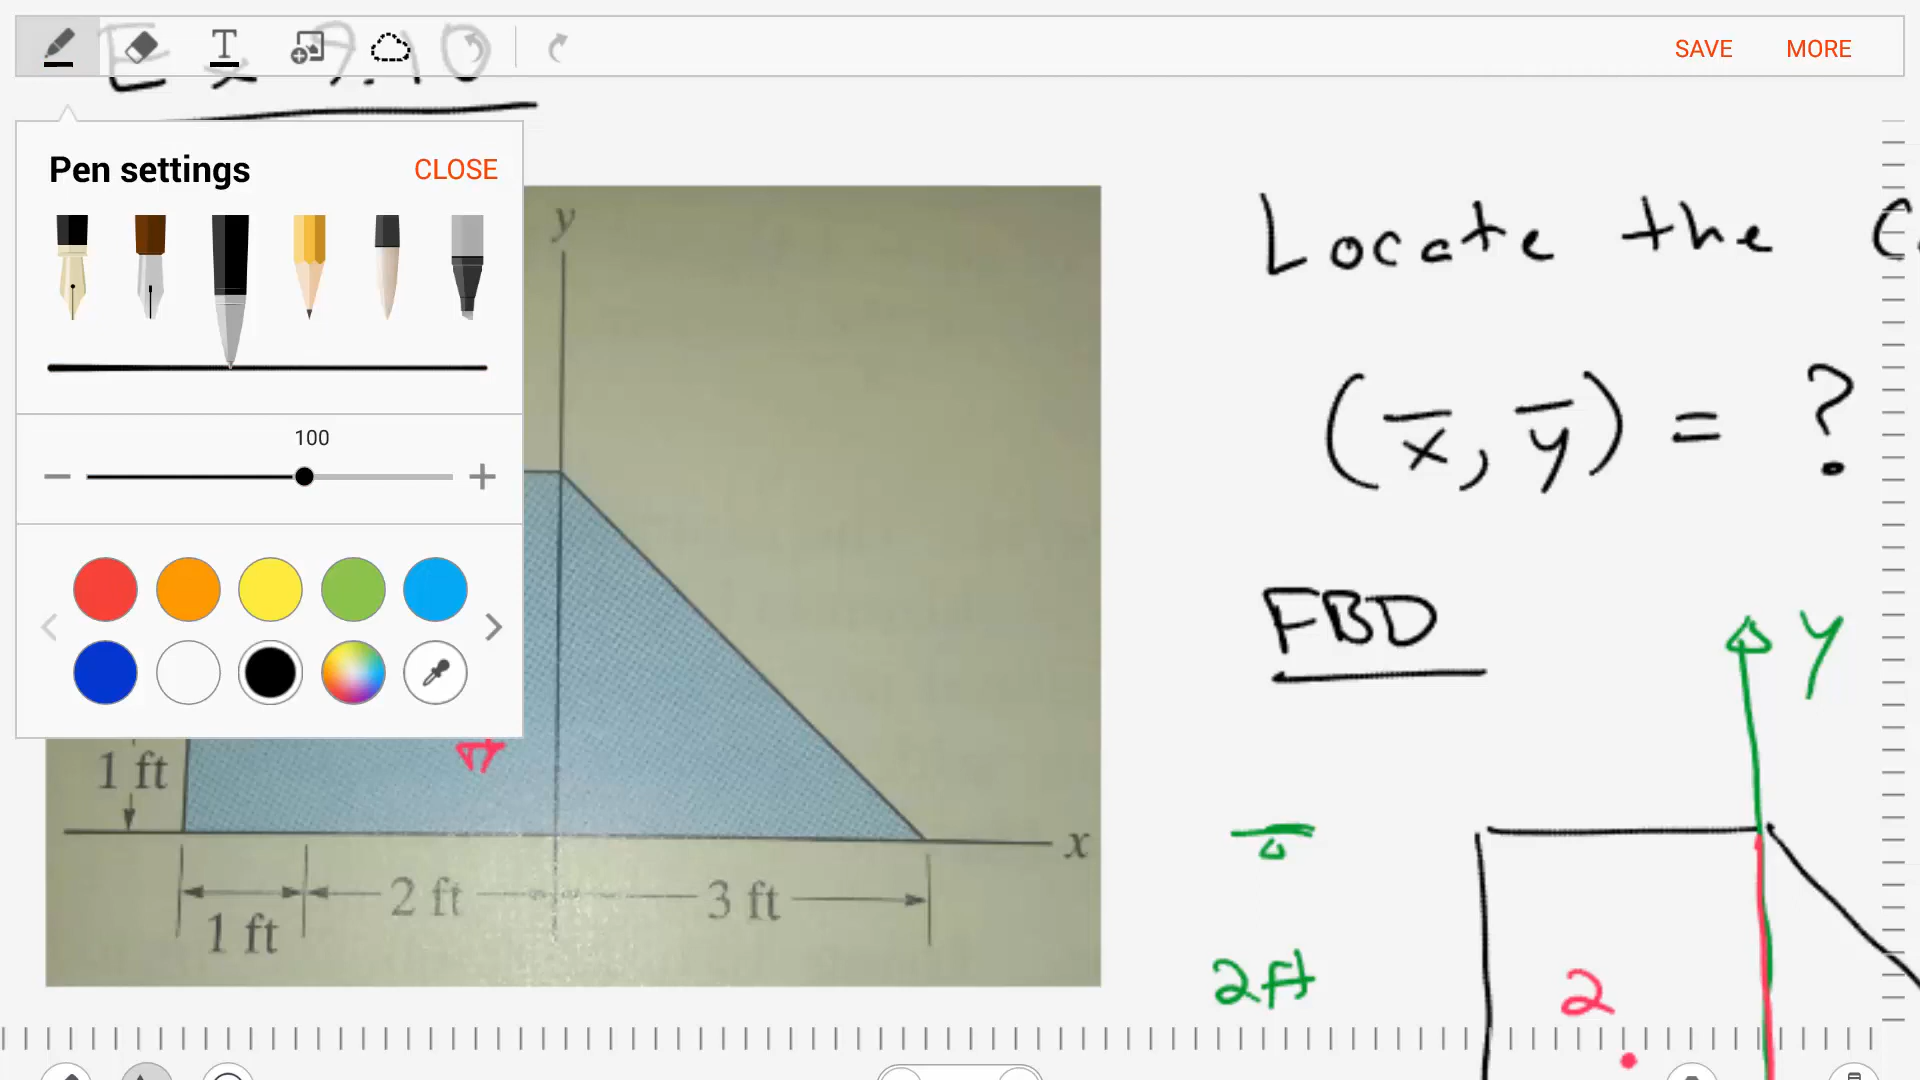 SAVE MORE
Pen settings CLOSE
100
y
1 ft
x
2 ft 3 ft
1 ft
Locate the
(x̅, y̅) = ?
FBD
y
2ft
2